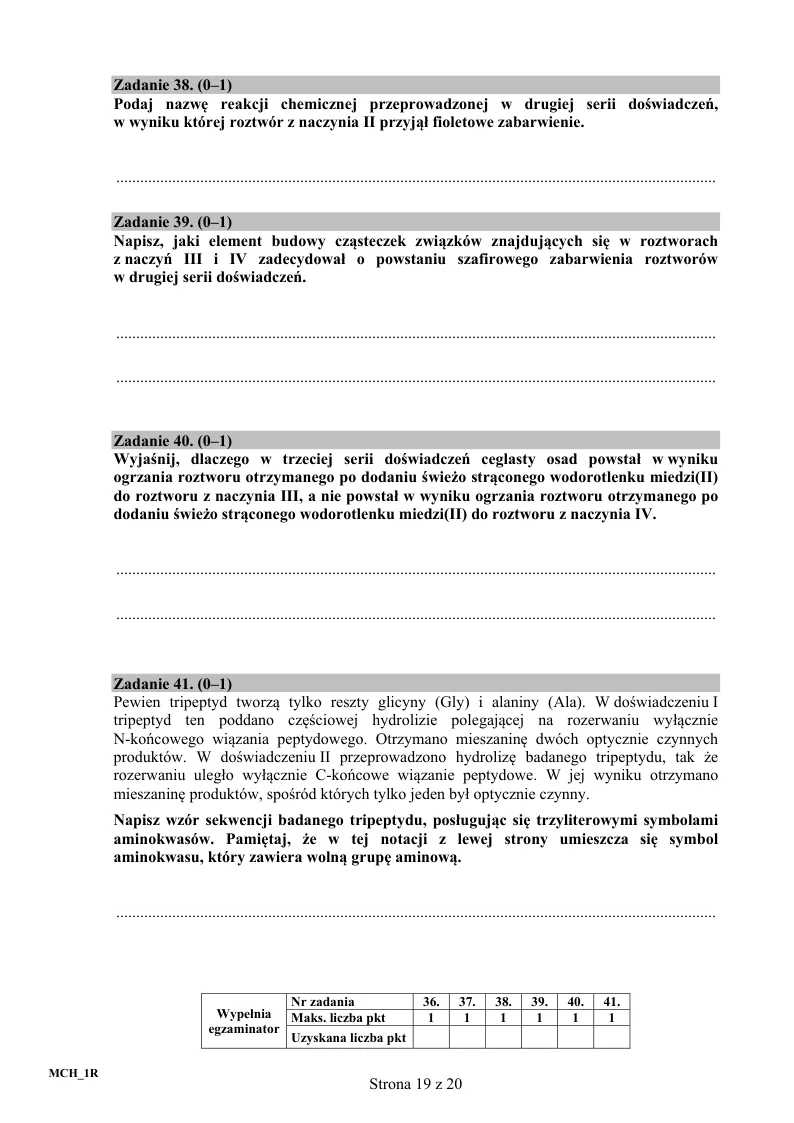 Zadanie 38. (0–1)
Podaj nazwę reakcji chemicznej przeprowadzonej w drugiej serii doświadczeń,
w wyniku której roztwór z naczynia II przyjął fioletowe zabarwienie.
Zadanie 39. (0–1)
Napisz, jaki element budowy cząsteczek związków znajdujących się w roztworach
z naczyń III i IV zadecydował o powstaniu szafirowego zabarwienia roztworów
w drugiej serii doświadczeń.
Zadanie 40. (0–1)
Wyjaśnij, dlaczego w trzeciej serii doświadczeń ceglasty osad powstał w wyniku
ogrzania roztworu otrzymanego po dodaniu świeżo strąconego wodorotlenku miedzi(II)
do roztworu z naczynia III, a nie powstał w wyniku ogrzania roztworu otrzymanego po
dodaniu świeżo strąconego wodorotlenku miedzi(II) do roztworu z naczynia IV.
Zadanie 41. (0–1)
Pewien tripeptyd tworzą tylko reszty glicyny (Gly) i alaniny (Ala). W doświadczeniu I
tripeptyd ten poddano częściowej hydrolizie polegającej na rozerwaniu wyłącznie
N-końcowego wiązania peptydowego. Otrzymano mieszaninę dwóch optycznie czynnych
produktów. W doświadczeniu II przeprowadzono hydrolizę badanego tripeptydu, tak że
rozerwaniu uległo wyłącznie C-końcowe wiązanie peptydowe. W jej wyniku otrzymano
mieszaninę produktów, spośród których tylko jeden był optycznie czynny.
Napisz wzór sekwencji badanego tripeptydu, posługując się trzyliterowymi symbolami
aminokwasów. Pamiętaj, że w tej notacji z lewej strony umieszcza się symbol
aminokwasu, który zawiera wolną grupę aminową.
Wypełnia egzaminator
Nr zadania 36. 37. 38. 39. 40. 41.
Maks. liczba pkt 1 1 1 1 1 1
Uzyskana liczba pkt
MCH_1R
Strona 19 z 20